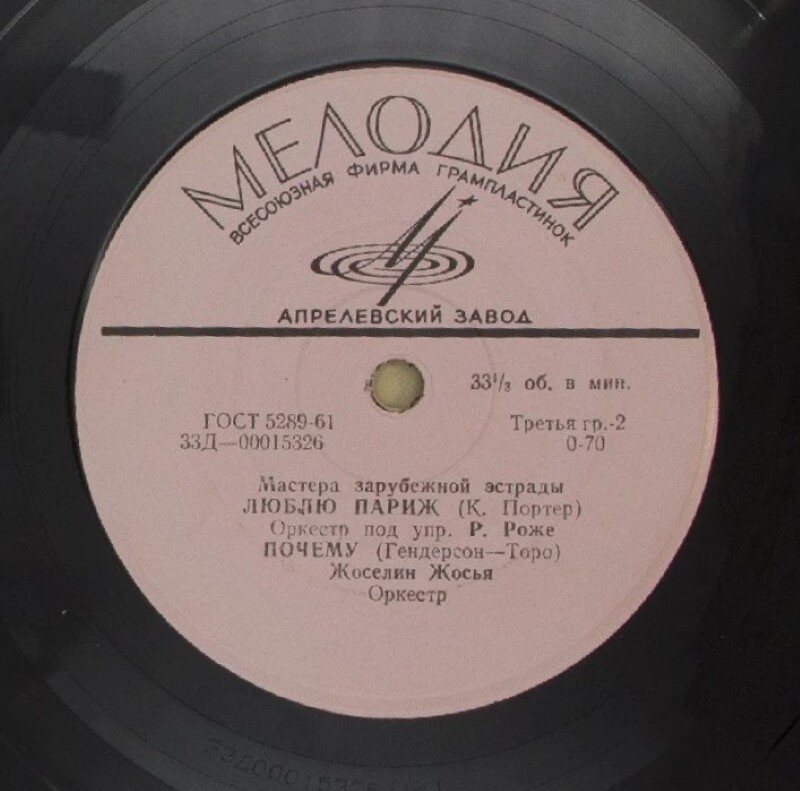 МЕЛОДИЯ
ВСЕСОЮЗНАЯ ФИРМА ГРАМПЛАСТИНОК
АПРЕЛЕВСКИЙ ЗАВОД
33⅓ об. в мин.
ГОСТ 5289-61 Третья гр.-2
33Д—00015326 0-70
Мастера зарубежной эстрады
ЛЮБЛЮ ПАРИЖ (К. Портер)
Оркестр под упр. Р. Роже
ПОЧЕМУ (Гендерсон—Торо)
Жоселин Жосья
Оркестр